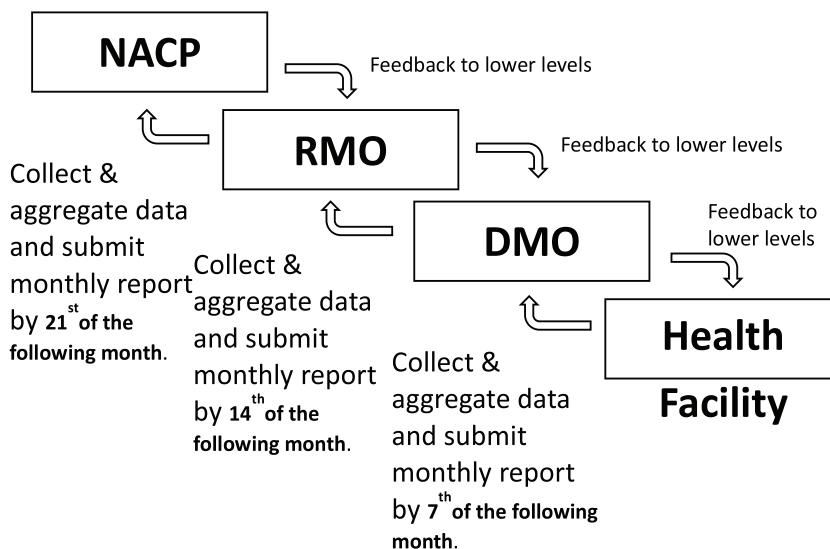 NACP
Feedback to lower levels
RMO
Feedback to lower levels
Collect &
aggregate data
and submit
monthly report
by 21st of the
following month.
DMO
Feedback to
lower levels
Collect &
aggregate data
and submit
monthly report
by 14th of the
following month.
Health
Facility
Collect &
aggregate data
and submit
monthly report
by 7th of the following
month.